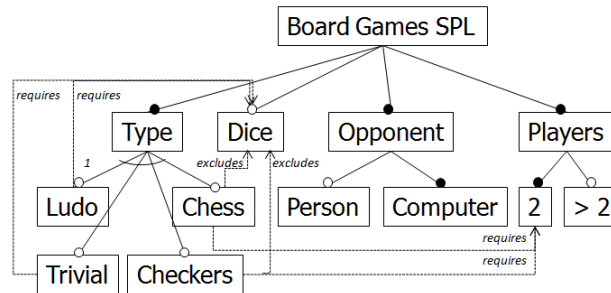 Board Games SPL
requires requires
Type Dice Opponent Players
1 excludes excludes
Ludo Chess Person Computer 2 > 2
requires
requires
Trivial Checkers